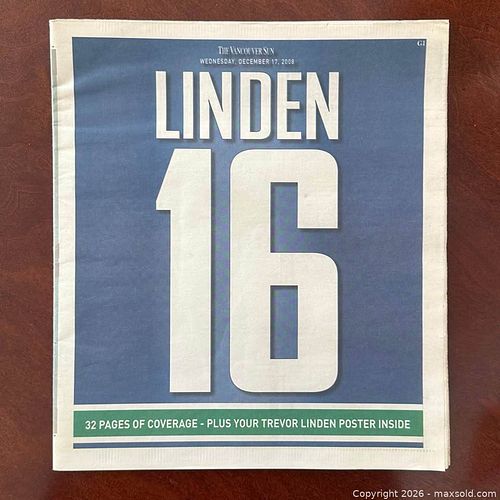 THE VANCOUVER SUN
G1
WEDNESDAY, DECEMBER 17, 2008
LINDEN
16
32 PAGES OF COVERAGE - PLUS YOUR TREVOR LINDEN POSTER INSIDE
Copyright 2026 - maxsold.com